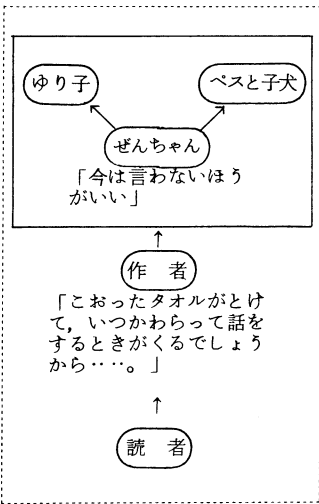 ゆり子
ペスと子犬
ぜんちゃん
「今は言わないほう
がいい」
作 者
「こおったタオルがとけ
て，いつかわらって話を
するときがくるでしょう
から‥‥。」
読 者